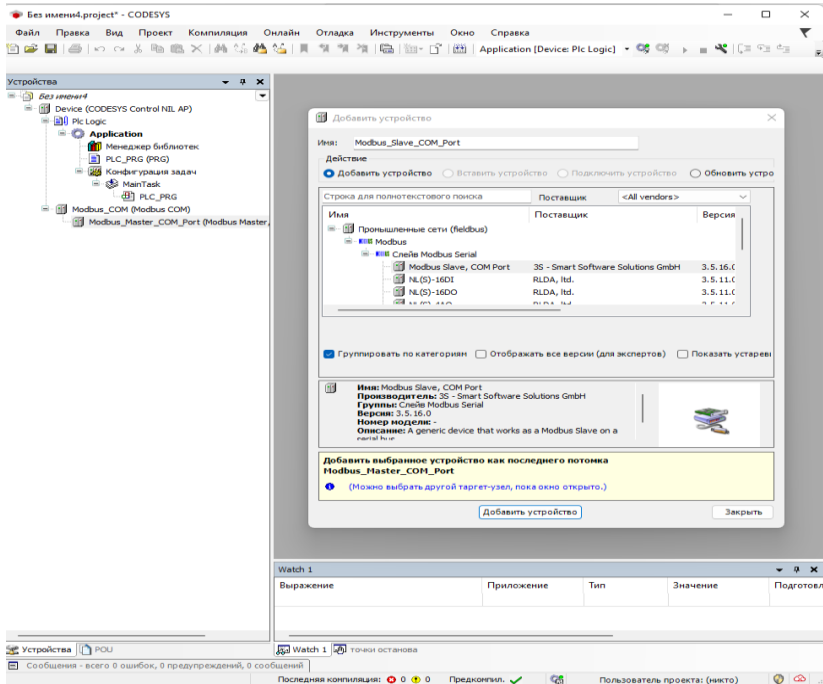 Без имени4.project* - CODESYS
Файл Правка Вид Проект Компиляция Онлайн Отладка Инструменты Окно Справка
Application [Device: Plc Logic]
Устройства
Без имени4
Device (CODESYS Control NIL AP)
Plc Logic
Application
Менеджер библиотек
PLC_PRG (PRG)
Конфигурация задач
MainTask
PLC_PRG
Modbus_COM (Modbus COM)
Modbus_Master_COM_Port (Modbus Master,
Добавить устройство
Имя: Modbus_Slave_COM_Port
Действие
Добавить устройство Вставить устройство Подключить устройство Обновить устро
Строка для полнотекстового поиска Поставщик <All vendors>
Имя Поставщик Версия
Промышленные сети (fieldbus)
Modbus
Слейв Modbus Serial
Modbus Slave, COM Port 3S - Smart Software Solutions GmbH 3.5.16.0
NL(S)-16DI RLDA, ltd. 3.5.11.0
NL(S)-16DO RLDA, ltd. 3.5.11.0
Группировать по категориям Отображать все версии (для экспертов) Показать устарев
Имя: Modbus Slave, COM Port
Производитель: 3S - Smart Software Solutions GmbH
Группы: Слейв Modbus Serial
Версия: 3.5.16.0
Номер модели: -
Описание: A generic device that works as a Modbus Slave on a
serial bus
Добавить выбранное устройство как последнего потомка
Modbus_Master_COM_Port
(Можно выбрать другой таргет-узел, пока окно открыто.)
Добавить устройство Закрыть
Watch 1
Выражение Приложение Тип Значение Подготовл
Устройства POU Watch 1 точки останова
Сообщения - всего 0 ошибок, 0 предупреждений, 0 сообщений
Последняя компиляция: 0 0 Предкомпил. Пользователь проекта: (никто)